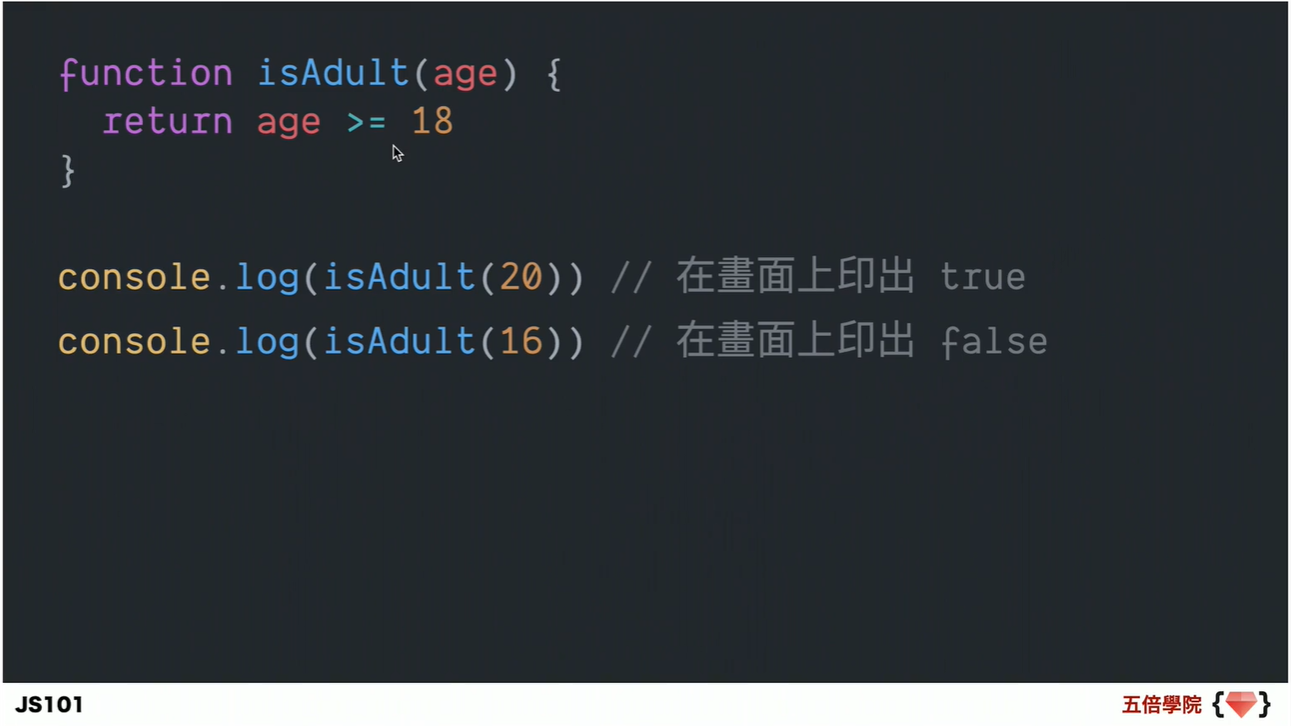 function isAdult(age) {
  return age >= 18
}
console.log(isAdult(20)) // 在畫面上印出 true
console.log(isAdult(16)) // 在畫面上印出 false
JS101
五倍學院 { }